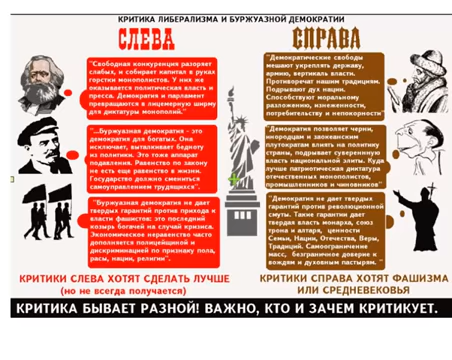 КРИТИКА ЛИБЕРАЛИЗМА И БУРЖУАЗНОЙ ДЕМОКРАТИИ
СЛЕВА
"Свободная конкуренция разоряет
слабых, и собирает капитал в руках
горстки монополистов. У них же
оказывается политическая власть и
пресса. Демократия и парламент
превращаются в лицемерную ширму
для диктатуры монополий."
"..Буржуазная демократия - это
демократия для богатых. Она
исключает, выталкивает бедноту
из политики. Это тоже аппарат
подавления. Равенство по закону
не есть еще равенство в жизни.
Государство должно смениться
самоуправлением трудящихся".
"Буржуазная демократия не дает
твердых гарантий против прихода к
власти фашистов: это последний
козырь богачей на случай кризиса.
Экономическое неравенство часто
дополняется полицейщиной и
дискриминацией по признаку пола,
расы, нации, религии".
КРИТИКИ СЛЕВА ХОТЯТ СДЕЛАТЬ ЛУЧШЕ
(но не всегда получается)
СПРАВА
"Демократические свободы
мешают укреплять державу,
армию, вертикаль власти.
Противоречат нашим традициям.
Подрывают дух нации.
Способствуют моральному
разложению, изнеженности,
потребительству и непокорности"
"Демократия позволяет черни,
инородцам и зопеванским
плутократам влиять на политику
страны, подрывает суверенную
власть национальной элиты. Куда
лучше патриотическая диктатура
отечественных монополистов,
промышленников и чиновников"
"Демократия не дает твердых
гарантий против революционной
смуты. Такие гарантии дает
твердая власть монарха, союз
трона и алтаря, ценности
Семьи, Нации, Отечества, Веры,
Традиций. Самоограничение
масс, безграничное доверие к
вождям и духовным пастырям. "
КРИТИКИ СПРАВА ХОТЯТ ФАШИЗМА
ИЛИ СРЕДНЕВЕКОВЬЯ
КРИТИКА БЫВАЕТ РАЗНОЙ! ВАЖНО, КТО И ЗАЧЕМ КРИТИКУЕТ.